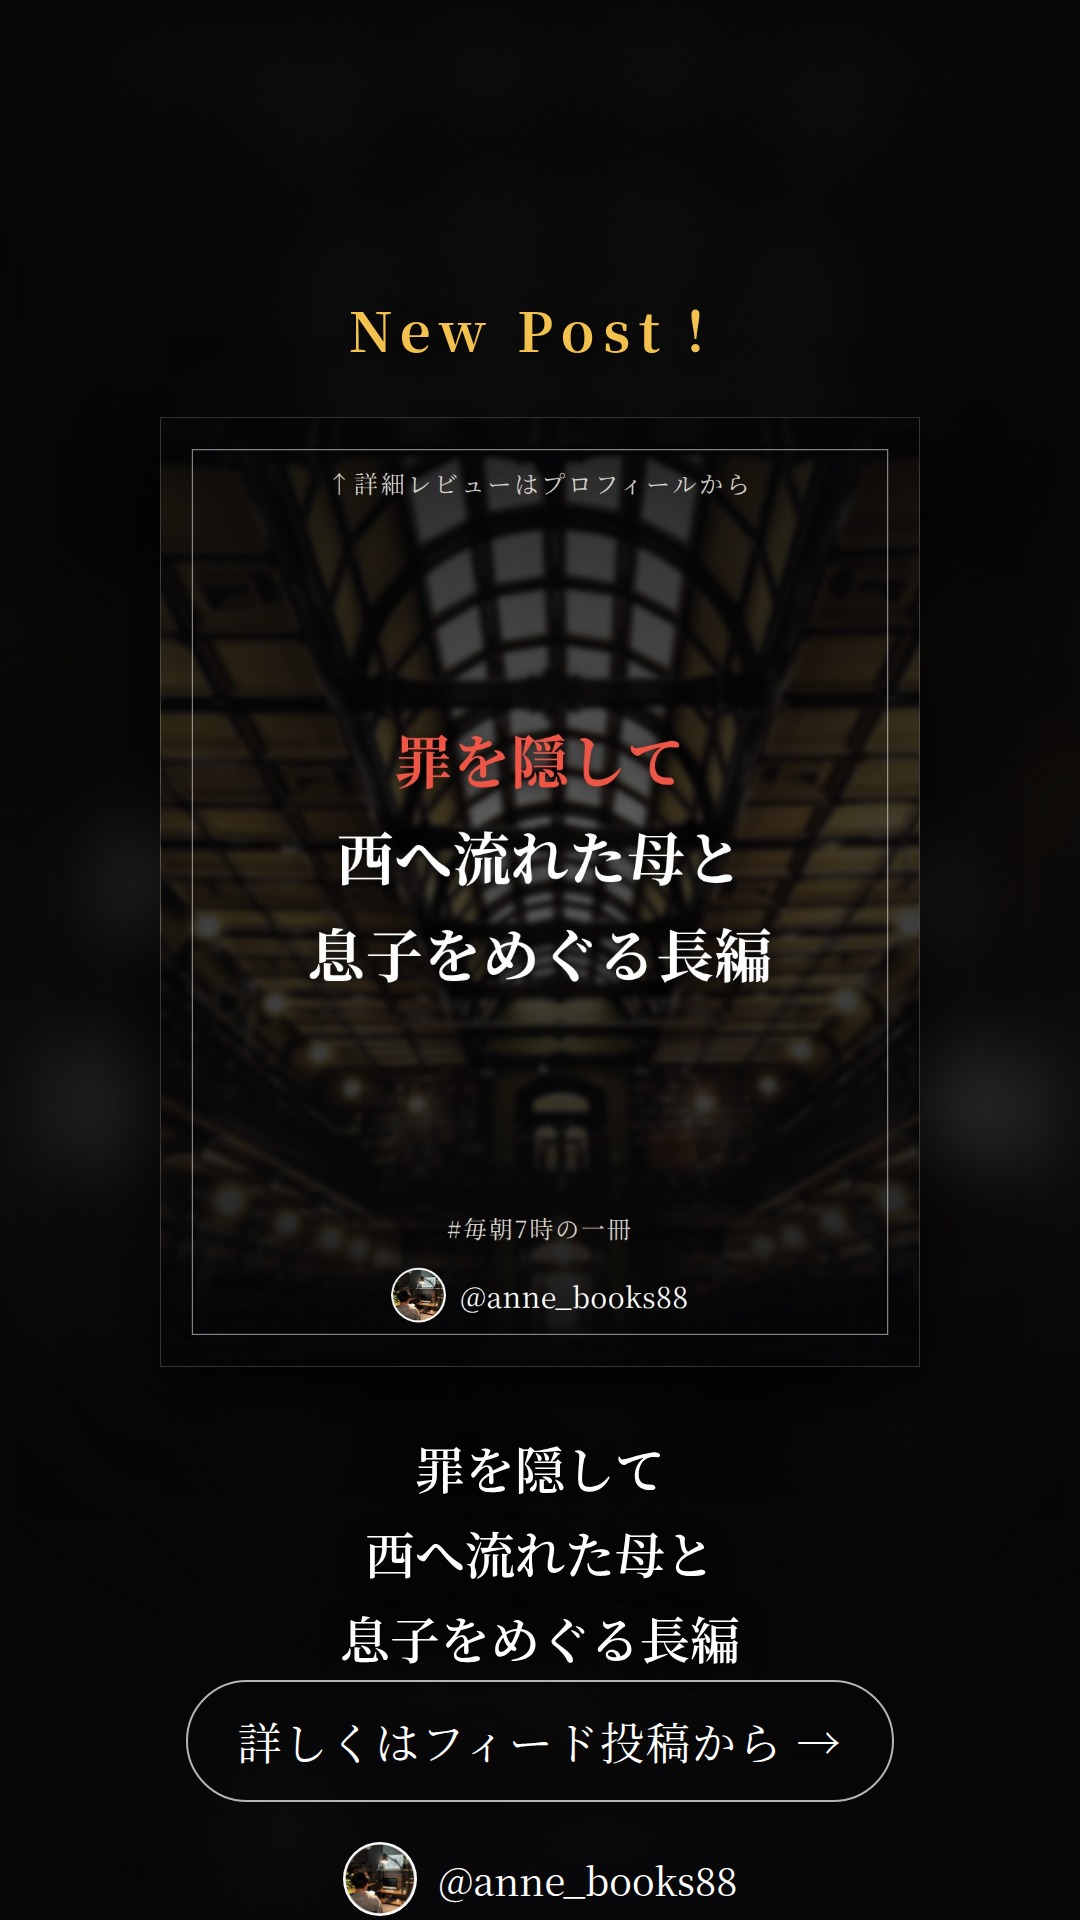 New Post！
↑詳細レビューはプロフィールから
罪を隠して
西へ流れた母と
息子をめぐる長編
#毎朝7時の一冊
@anne_books88
罪を隠して
西へ流れた母と
息子をめぐる長編
詳しくはフィード投稿から →
@anne_books88